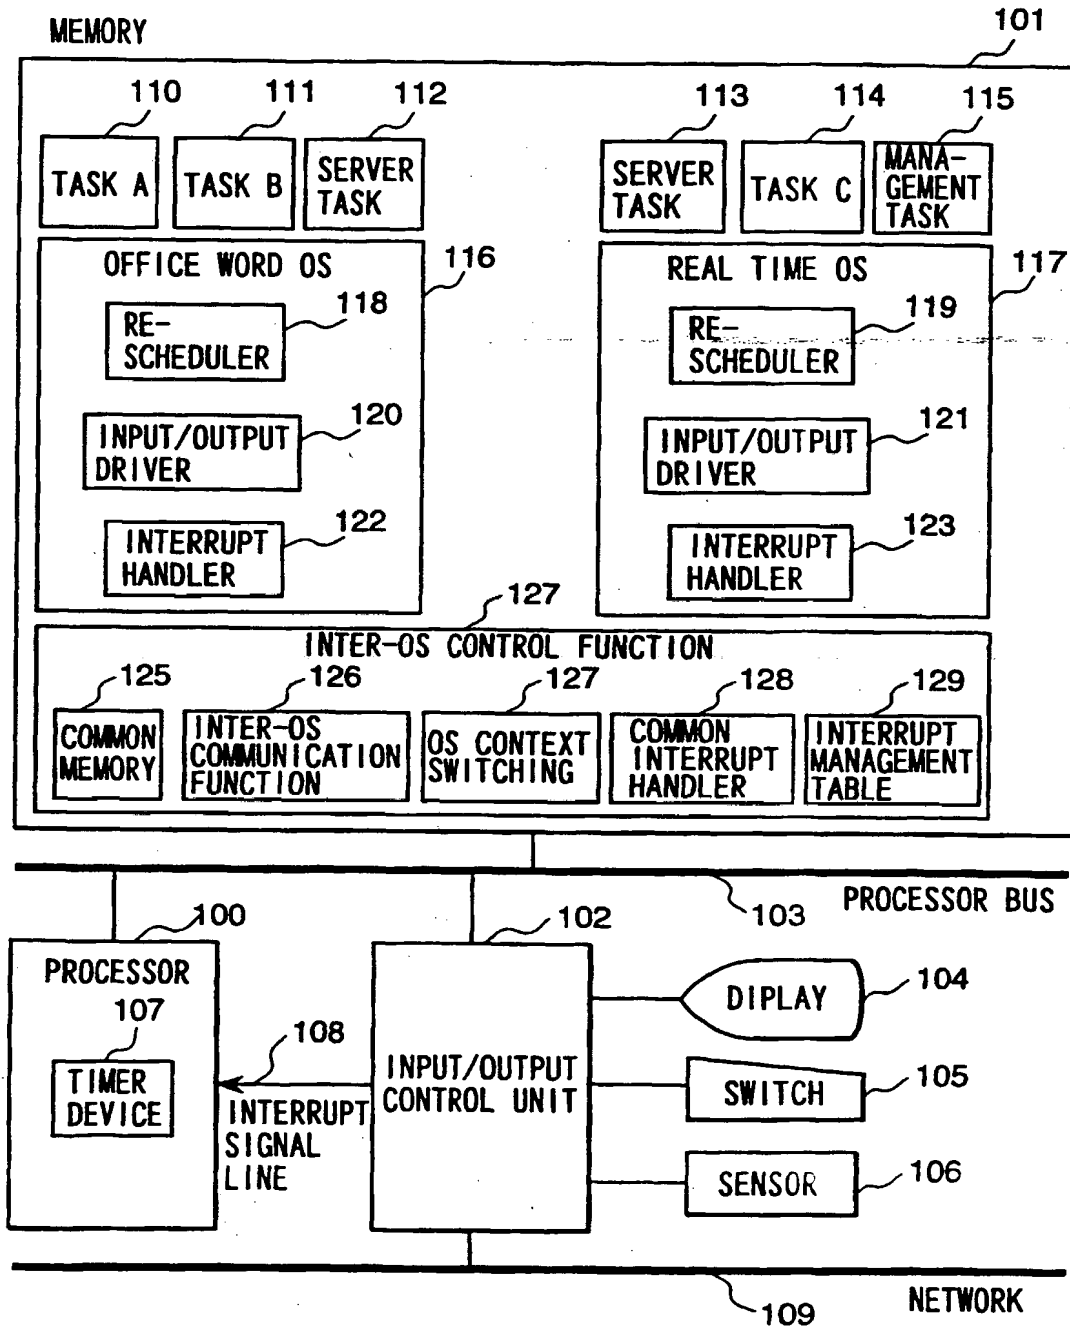 MEMORY
101
110
111
112
113
114
115
TASK A
TASK B
SERVER
TASK
SERVER
TASK
TASK C
MANA-
GEMENT
TASK
OFFICE WORD OS
116
REAL TIME OS
117
118
RE-
SCHEDULER
119
RE-
SCHEDULER
120
INPUT/OUTPUT
DRIVER
121
INPUT/OUTPUT
DRIVER
122
INTERRUPT
HANDLER
123
INTERRUPT
HANDLER
127
INTER-OS CONTROL FUNCTION
125
126
127
128
129
COMMON
MEMORY
INTER-OS
COMMUNICATION
FUNCTION
OS CONTEXT
SWITCHING
COMMON
INTERRUPT
HANDLER
INTERRUPT
MANAGEMENT
TABLE
103
PROCESSOR BUS
100
102
PROCESSOR
107
TIMER
DEVICE
108
INTERRUPT
SIGNAL
LINE
INPUT/OUTPUT
CONTROL UNIT
DIPLAY
104
SWITCH
105
SENSOR
106
109
NETWORK